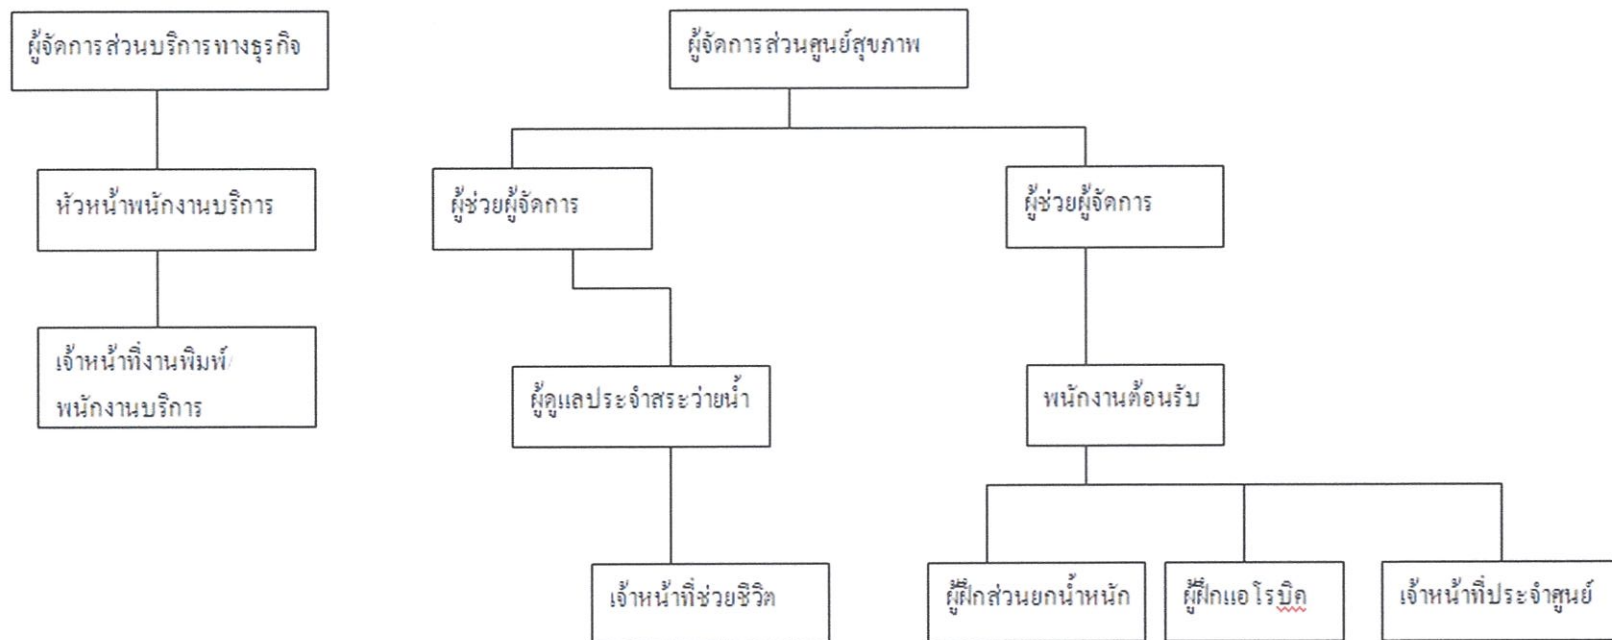 ผู้จัดการส่วนบริการทางธุรกิจ
ผู้จัดการส่วนศูนย์สุขภาพ
หัวหน้าพนักงานบริการ
ผู้ช่วยผู้จัดการ
ผู้ช่วยผู้จัดการ
เจ้าหน้าที่งานพิมพ์/
พนักงานบริการ
ผู้ดูแลประจำสระว่ายน้ำ
พนักงานต้อนรับ
เจ้าหน้าที่ช่วยชีวิต
ผู้ฝึกส่วนยกน้ำหนัก
ผู้ฝึกแอโรบิค
เจ้าหน้าที่ประจำศูนย์